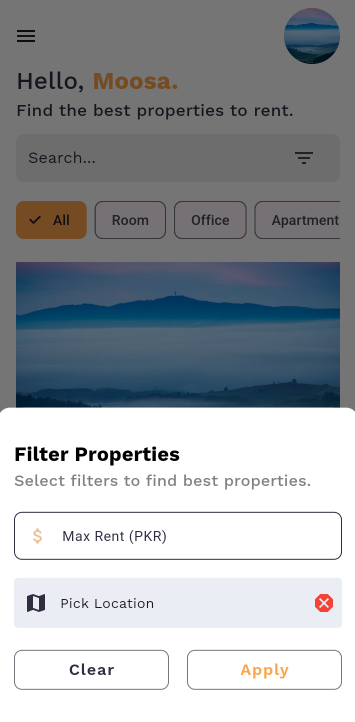 Hello, Moosa.
Find the best properties to rent.
Search...
All Room Office Apartment
Filter Properties
Select filters to find best properties.
$ Max Rent (PKR)
Pick Location
Clear Apply